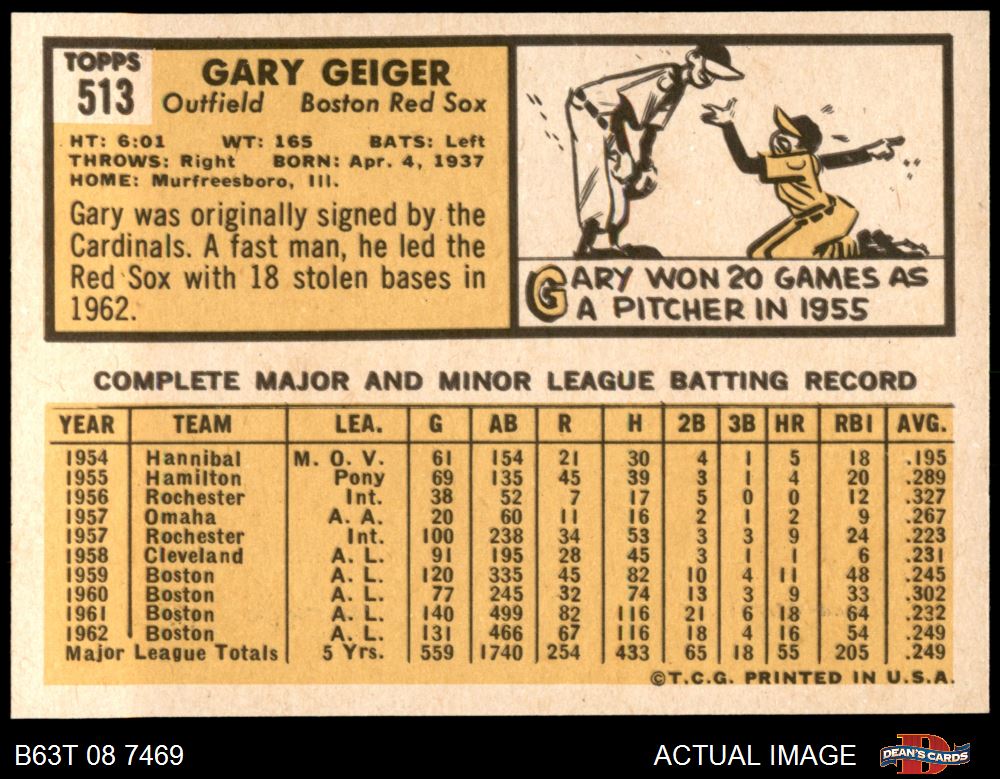 TOPPS
513
GARY GEIGER
Outfield Boston Red Sox
HT: 6:01 WT: 165 BATS: Left
THROWS: Right BORN: Apr. 4, 1937
HOME: Murfreesboro, Ill.
Gary was originally signed by the
Cardinals. A fast man, he led the
Red Sox with 18 stolen bases in
1962.
GARY WON 20 GAMES AS
A PITCHER IN 1955
COMPLETE MAJOR AND MINOR LEAGUE BATTING RECORD
YEAR TEAM LEA. G AB R H 2B 3B HR RBI AVG.
1954 Hannibal M. O. V. 61 154 21 30 4 1 5 18 .195
1955 Hamilton Pony 69 135 45 39 3 1 4 20 .289
1956 Rochester Int. 38 52 7 17 5 0 0 12 .327
1957 Omaha A. A. 20 60 11 16 2 1 2 9 .267
1957 Rochester Int. 100 238 34 53 3 3 9 24 .223
1958 Cleveland A. L. 91 195 28 45 3 1 1 6 .231
1959 Boston A. L. 120 335 45 82 10 4 11 48 .245
1960 Boston A. L. 77 245 32 74 13 3 9 33 .302
1961 Boston A. L. 140 499 82 116 21 6 18 64 .232
1962 Boston A. L. 131 466 67 116 18 4 16 54 .249
Major League Totals 5 Yrs. 559 1740 254 433 65 18 55 205 .249
©T.C.G. PRINTED IN U.S.A.
B63T 08 7469 ACTUAL IMAGE DEAN'S CARDS